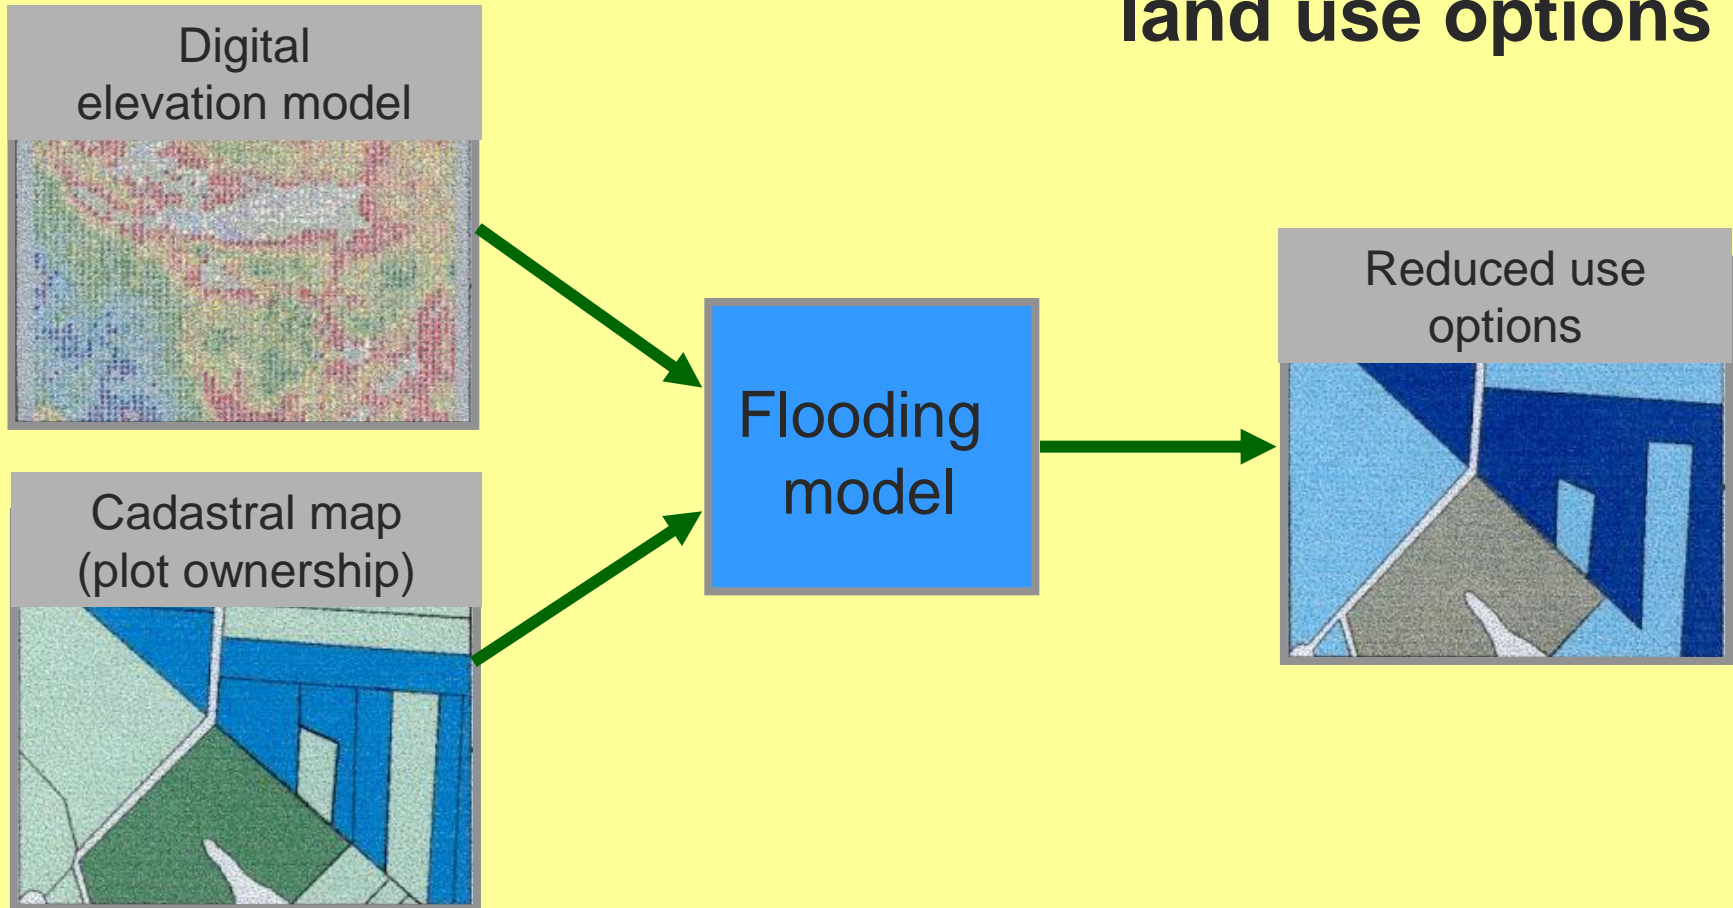 land use options
Digital
elevation model
Reduced use
options
Flooding
model
Cadastral map
(plot ownership)